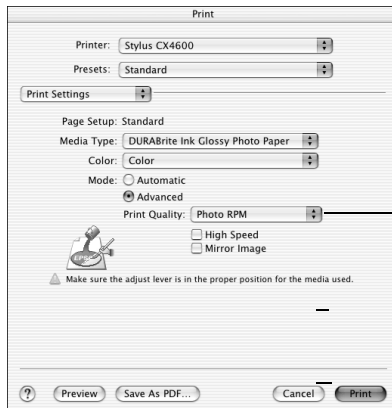 Print
Printer: Stylus CX4600
Presets: Standard
Print Settings
Page Setup: Standard
Media Type: DURABrite Ink Glossy Photo Paper
Color: Color
Mode: Automatic
Advanced
Print Quality: Photo RPM
High Speed
Mirror Image
EPSON
Make sure the adjust lever is in the proper position for the media used.
? Preview Save As PDF... Cancel Print